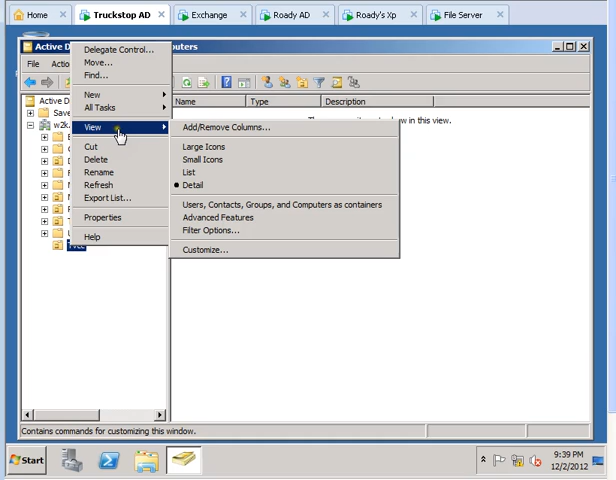 Home
Truckstop AD
Exchange
Roady AD
Roady's Xp
File Server
Active D
puters
File
Actio
Active D
Save
w2k.
Name
Type
Description
in this view.
Delegate Control...
Move...
Find...
New
All Tasks
View
Cut
Delete
Rename
Refresh
Export List...
Properties
Help
Add/Remove Columns...
Large Icons
Small Icons
List
Detail
Users, Contacts, Groups, and Computers as containers
Advanced Features
Filter Options...
Customize...
Contains commands for customizing this window.
Start
9:39 PM
12/2/2012